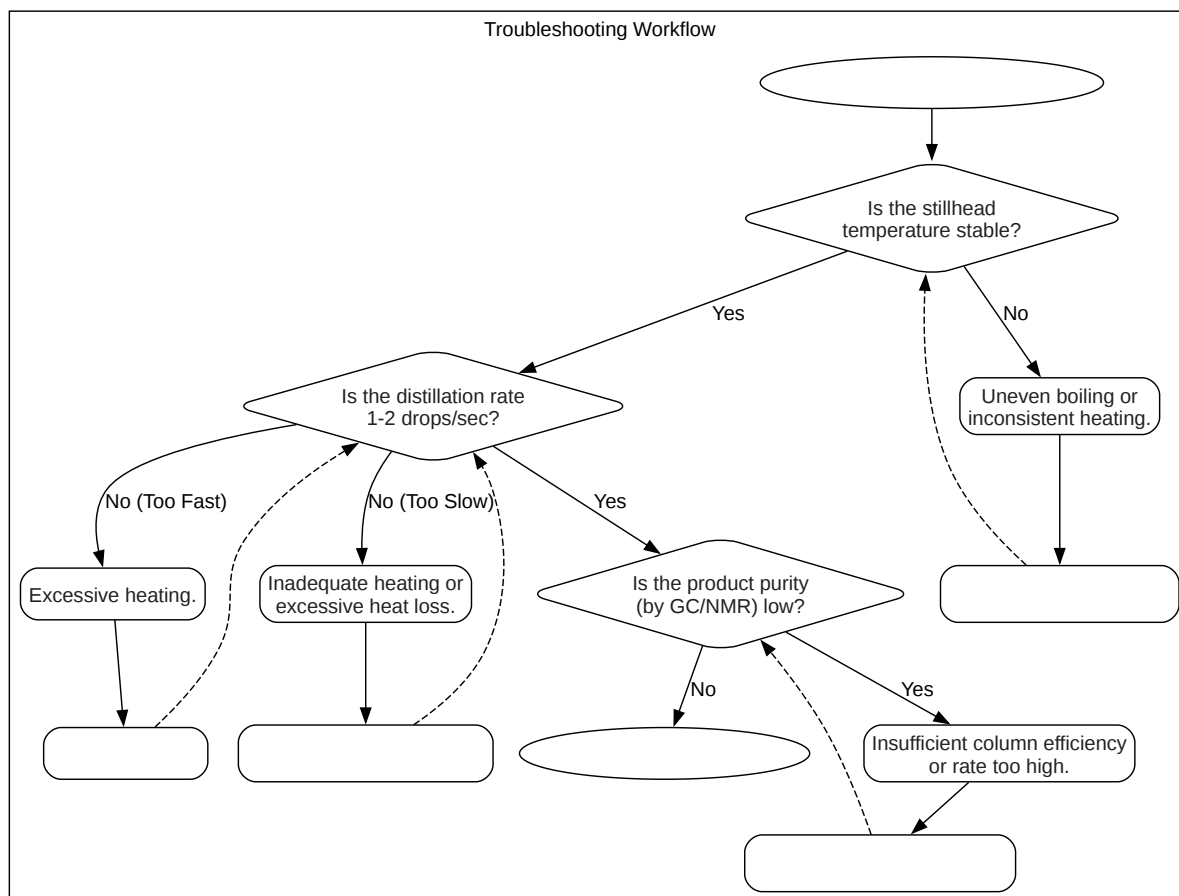 Troubleshooting Workflow
Is the stillhead
temperature stable?
Yes
No
Is the distillation rate
1-2 drops/sec?
Uneven boiling or
inconsistent heating.
No (Too Fast)
No (Too Slow)
Yes
Excessive heating.
Inadequate heating or
excessive heat loss.
Is the product purity
(by GC/NMR) low?
No
Yes
Insufficient column efficiency
or rate too high.